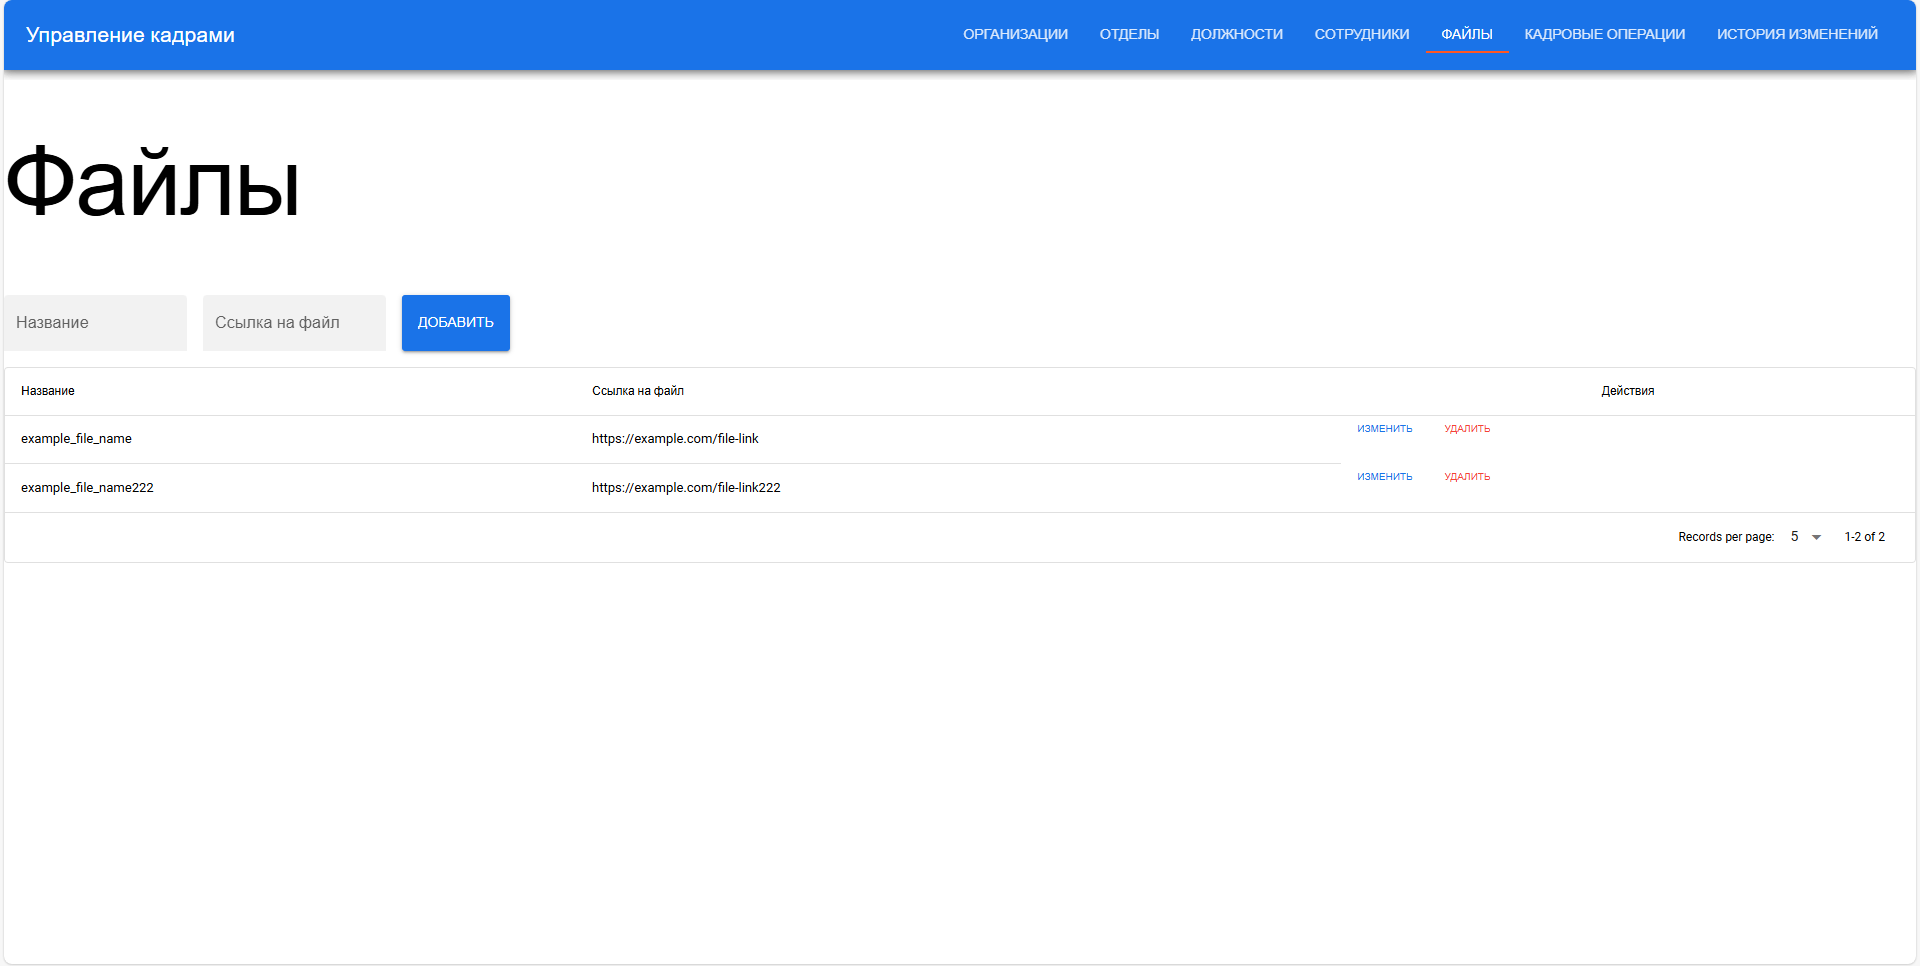 Управление кадрами
ОРГАНИЗАЦИИ ОТДЕЛЫ ДОЛЖНОСТИ СОТРУДНИКИ ФАЙЛЫ КАДРОВЫЕ ОПЕРАЦИИ ИСТОРИЯ ИЗМЕНЕНИЙ
Файлы
Название Ссылка на файл ДОБАВИТЬ
Название Ссылка на файл Действия
example_file_name https://example.com/file-link ИЗМЕНИТЬ УДАЛИТЬ
example_file_name222 https://example.com/file-link222 ИЗМЕНИТЬ УДАЛИТЬ
Records per page: 5 1-2 of 2